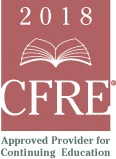 2018
CFRE®
Approved Provider for
Continuing Education